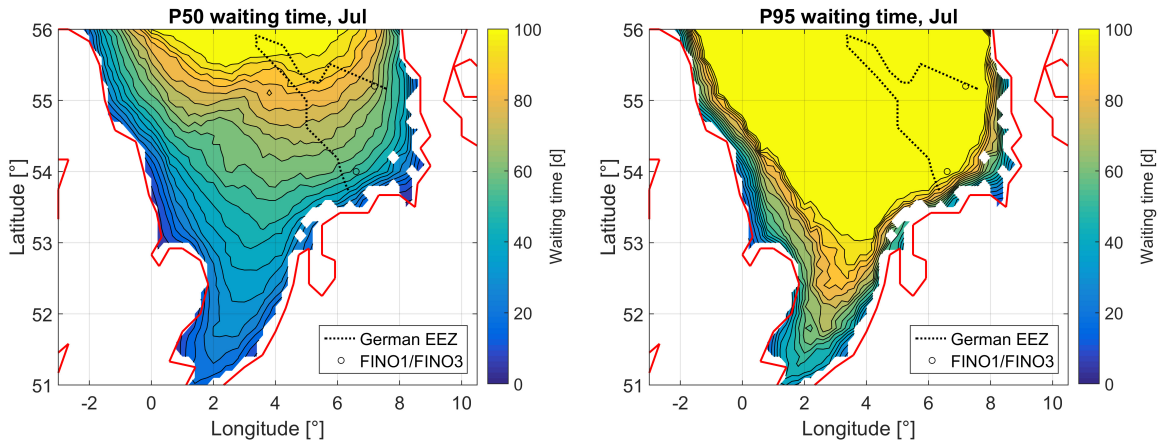 P50 waiting time, Jul
56
55
54
53
52
51
Latitude [°]
-2 0 2 4 6 8 10
Longitude [°]
German EEZ
FINO1/FINO3
100
80
60
40
20
0
Waiting time [d]
P95 waiting time, Jul
56
55
54
53
52
51
Latitude [°]
-2 0 2 4 6 8 10
Longitude [°]
German EEZ
FINO1/FINO3
100
80
60
40
20
0
Waiting time [d]